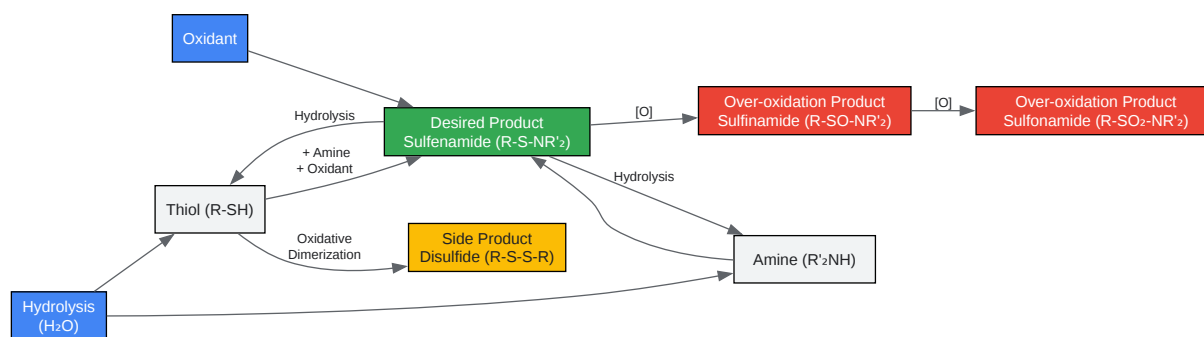 Oxidant
Hydrolysis
+ Amine
+ Oxidant
Desired Product
Sulfenamide (R-S-NR'₂)
[O]
Over-oxidation Product
Sulfinamide (R-SO-NR'₂)
[O]
Over-oxidation Product
Sulfonamide (R-SO₂-NR'₂)
Hydrolysis
Thiol (R-SH)
Oxidative
Dimerization
Side Product
Disulfide (R-S-S-R)
Amine (R'₂NH)
Hydrolysis
(H₂O)